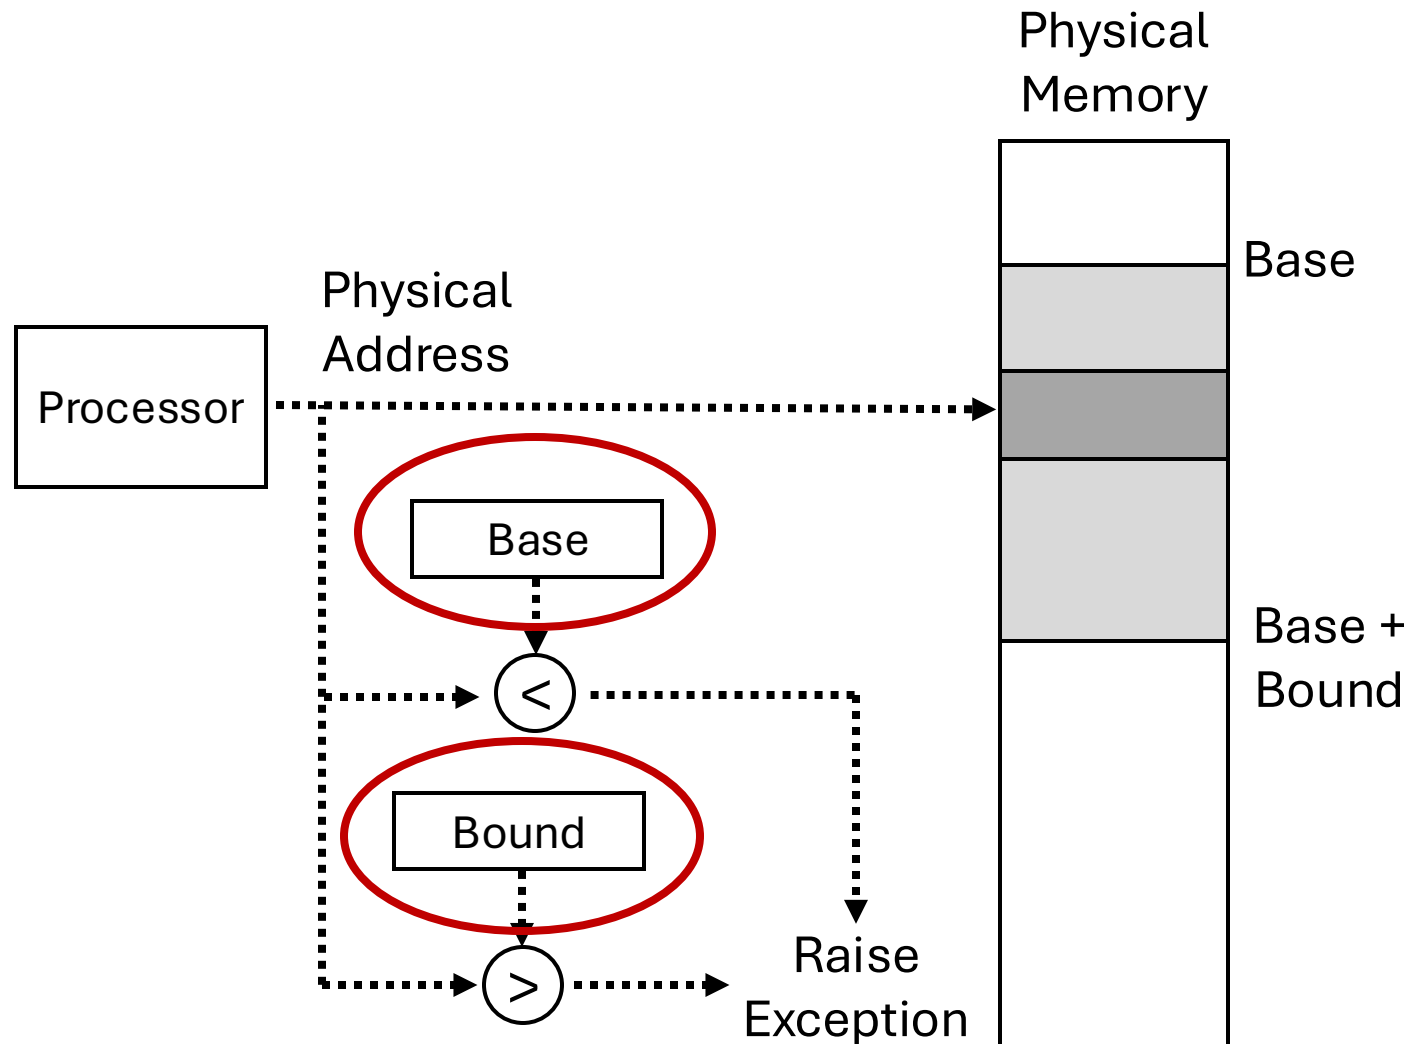 Physical
Memory
Base
Physical
Address
Processor
Base
Base +
Bound
<
Bound
>
Raise
Exception